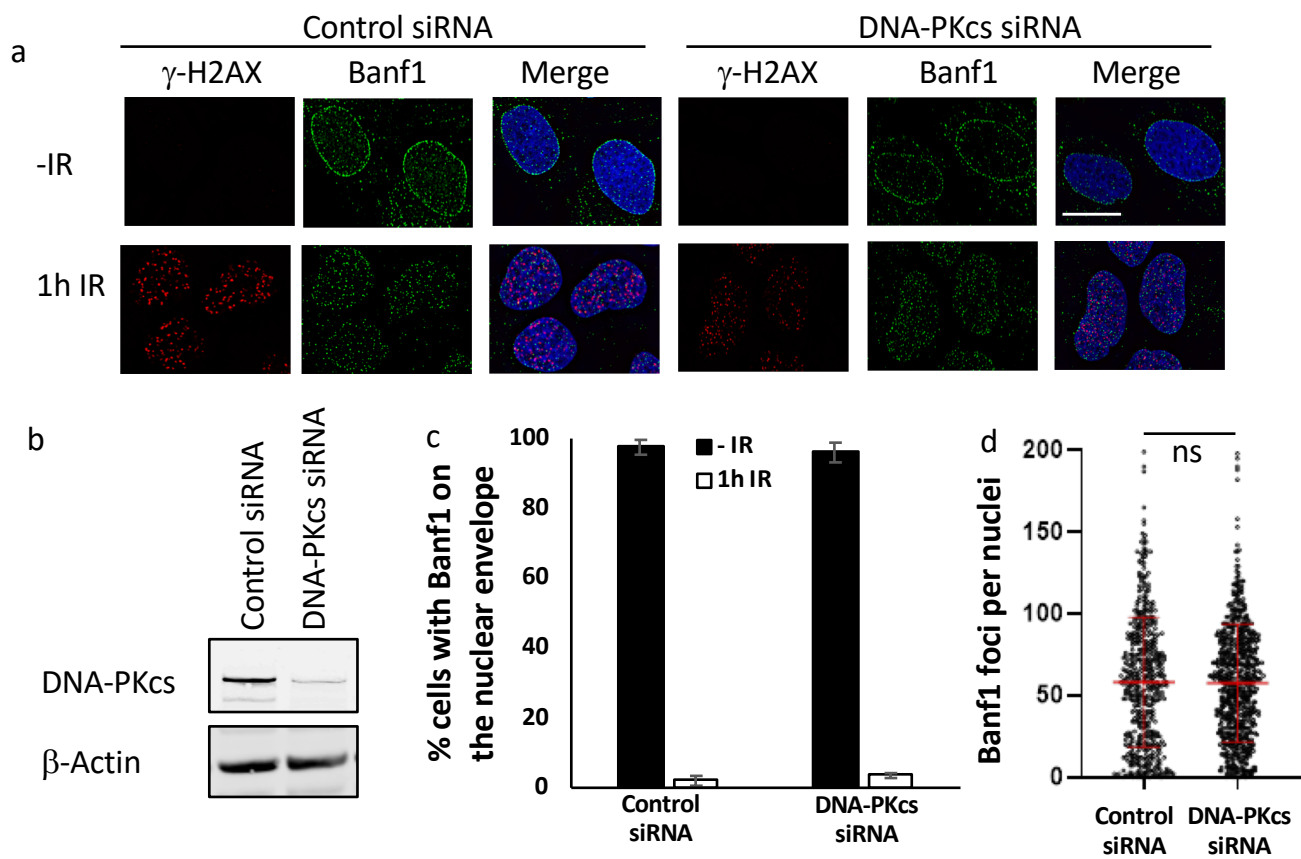 a
Control siRNA
DNA-PKcs siRNA
γ-H2AX
Banf1
Merge
γ-H2AX
Banf1
Merge
-IR
1h IR
b
Control siRNA
DNA-PKcs siRNA
DNA-PKcs
β-Actin
c
% cells with Banf1 on
the nuclear envelope
100
80
60
40
20
0
- IR
1h IR
Control
siRNA
DNA-PKcs
siRNA
d
Banf1 foci per nuclei
200
150
100
50
0
ns
Control
siRNA
DNA-PKcs
siRNA